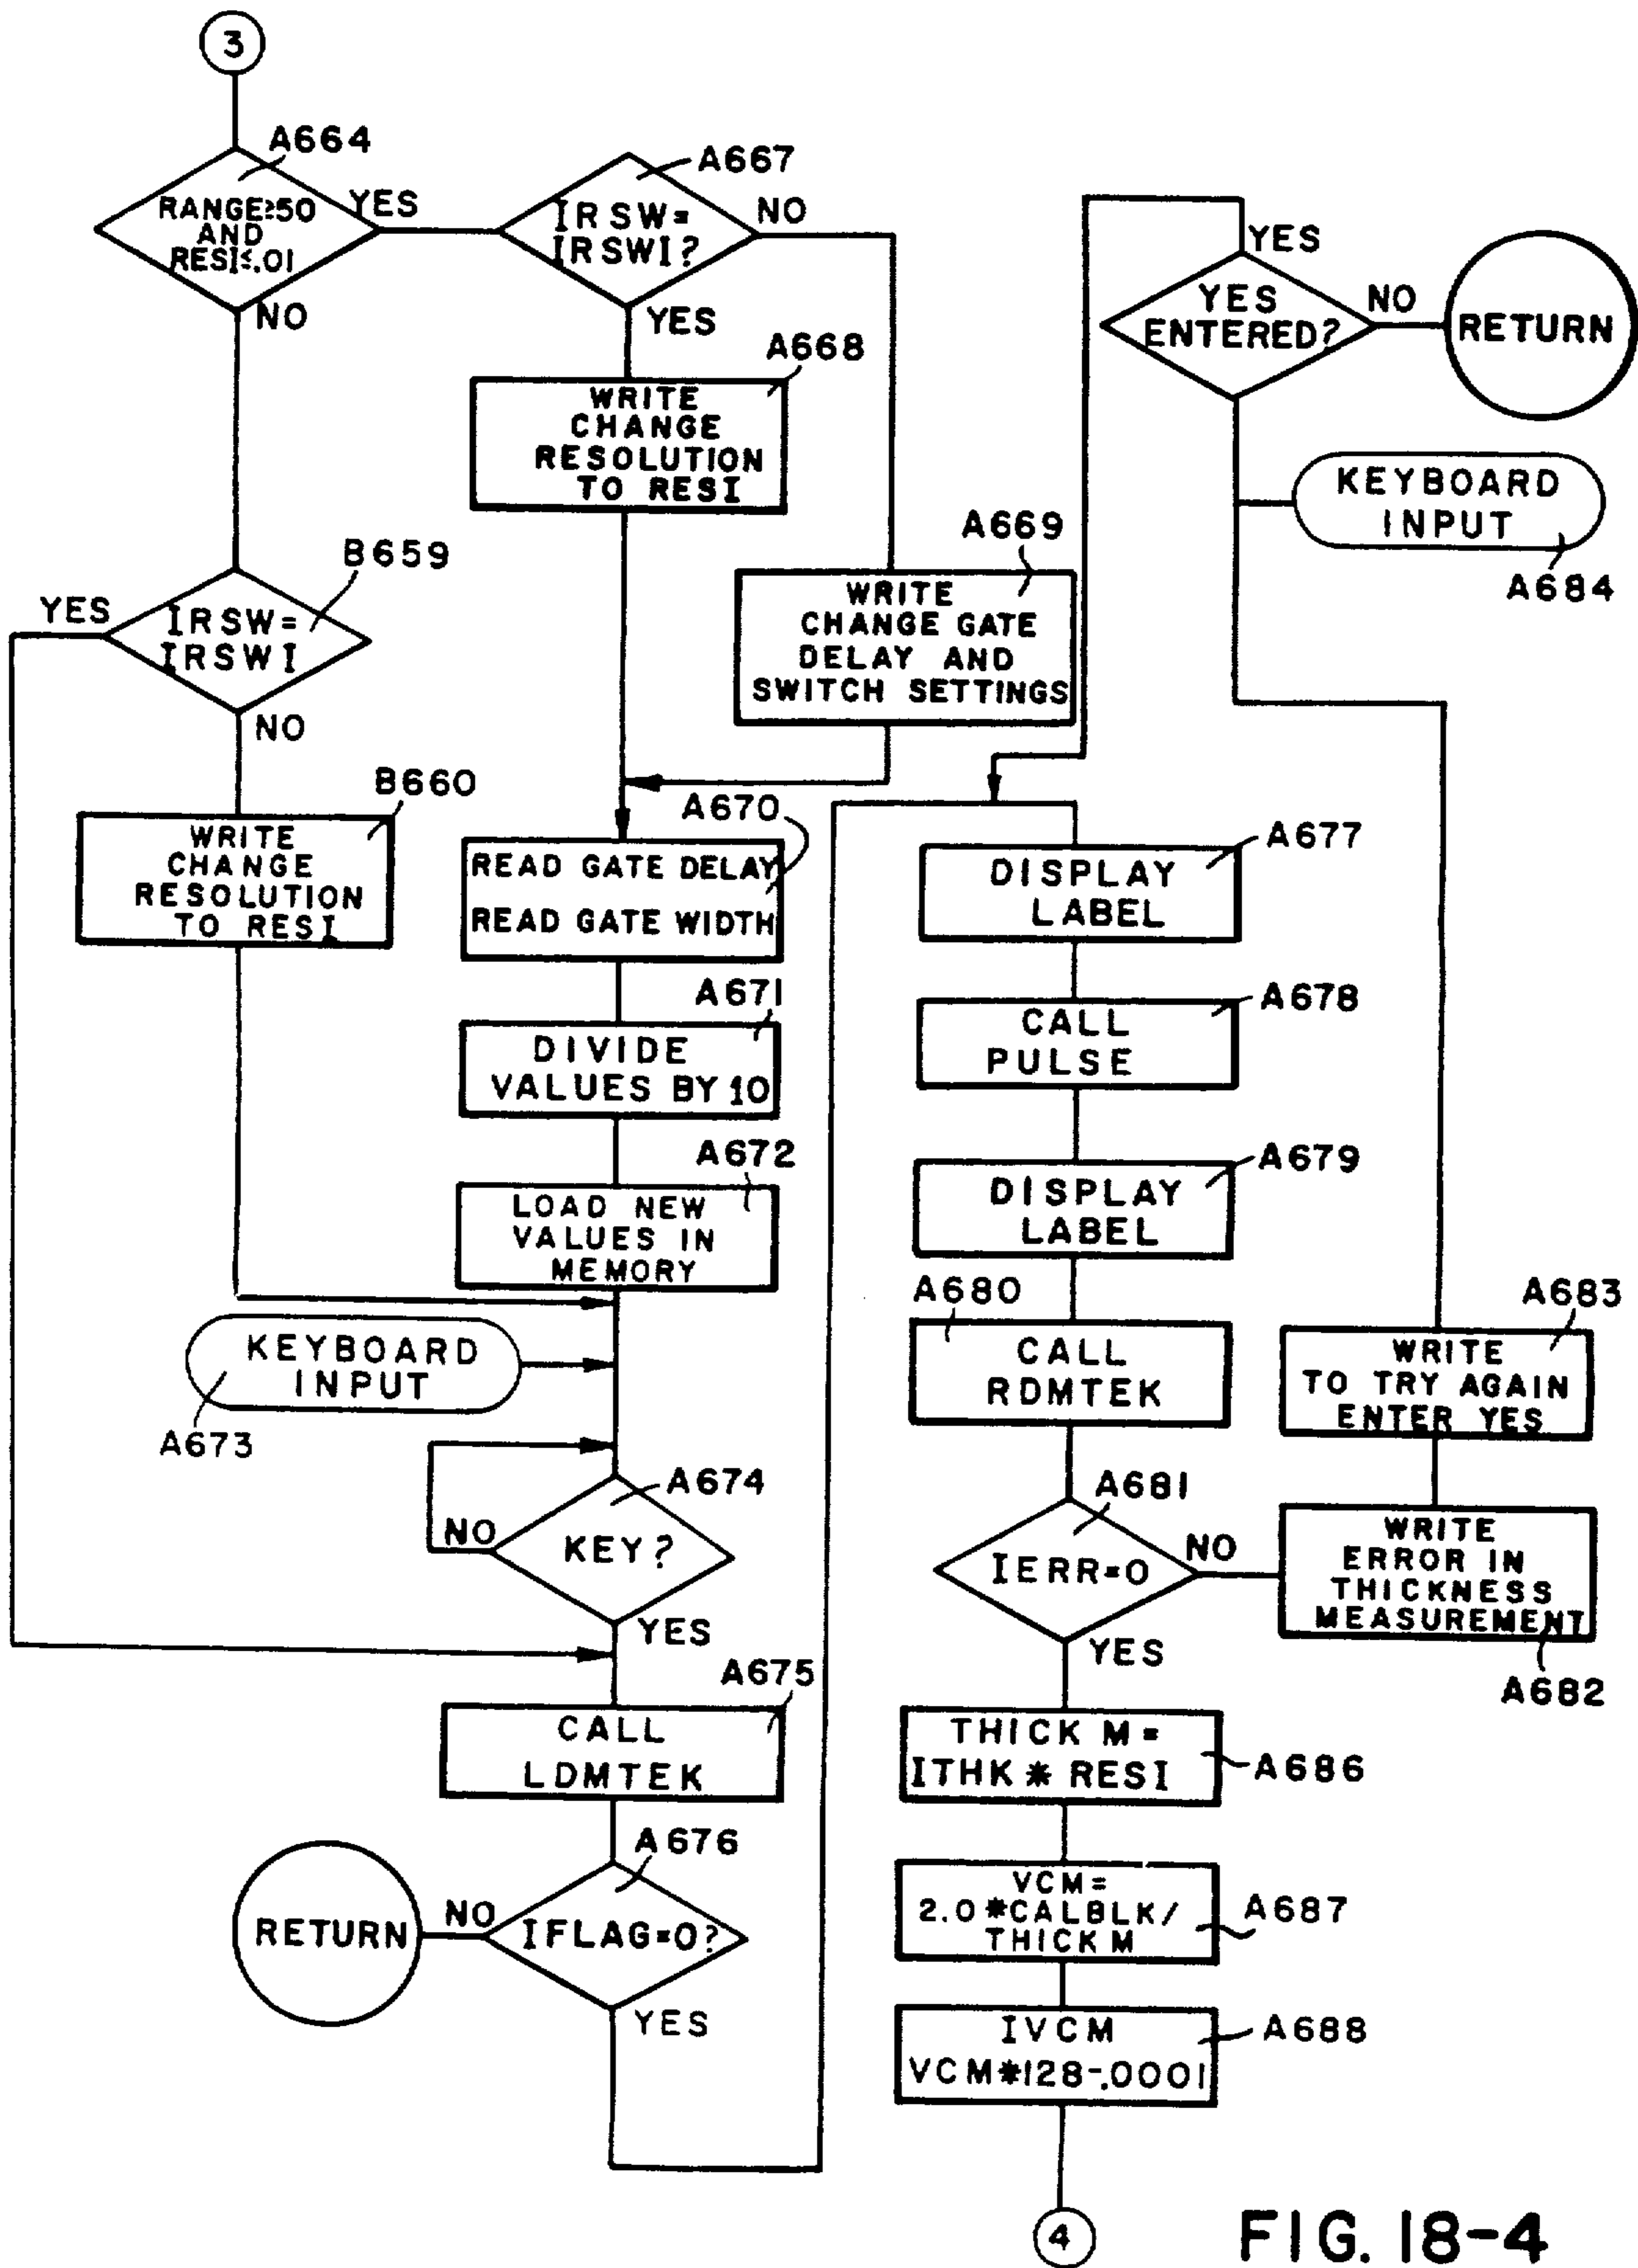 3
A664
RANGE≥50
AND
RESI≤.01
YES
NO
A667
IRSW=
IRSWI?
NO
YES
A668
WRITE
CHANGE
RESOLUTION
TO RESI
A669
WRITE
CHANGE GATE
DELAY AND
SWITCH SETTINGS
B659
YES
IRSW=
IRSWI
NO
B660
WRITE
CHANGE
RESOLUTION
TO RESI
A670
READ GATE DELAY
READ GATE WIDTH
A671
DIVIDE
VALUES BY 10
A672
LOAD NEW
VALUES IN
MEMORY
KEYBOARD
INPUT
A673
A674
NO
KEY?
YES
A675
CALL
LDMTEK
A676
RETURN
NO
IFLAG=0?
YES
YES
YES
ENTERED?
NO
RETURN
KEYBOARD
INPUT
A684
A677
DISPLAY
LABEL
A678
CALL
PULSE
A679
DISPLAY
LABEL
A680
CALL
RDMTEK
A681
IERR=0
NO
YES
A683
WRITE
TO TRY AGAIN
ENTER YES
WRITE
ERROR IN
THICKNESS
MEASUREMENT
A682
THICK M=
ITHK * RESI
A686
VCM=
2.0*CALBLK/
THICK M
A687
IVCM
VCM*128-.0001
A688
4
FIG. 18-4